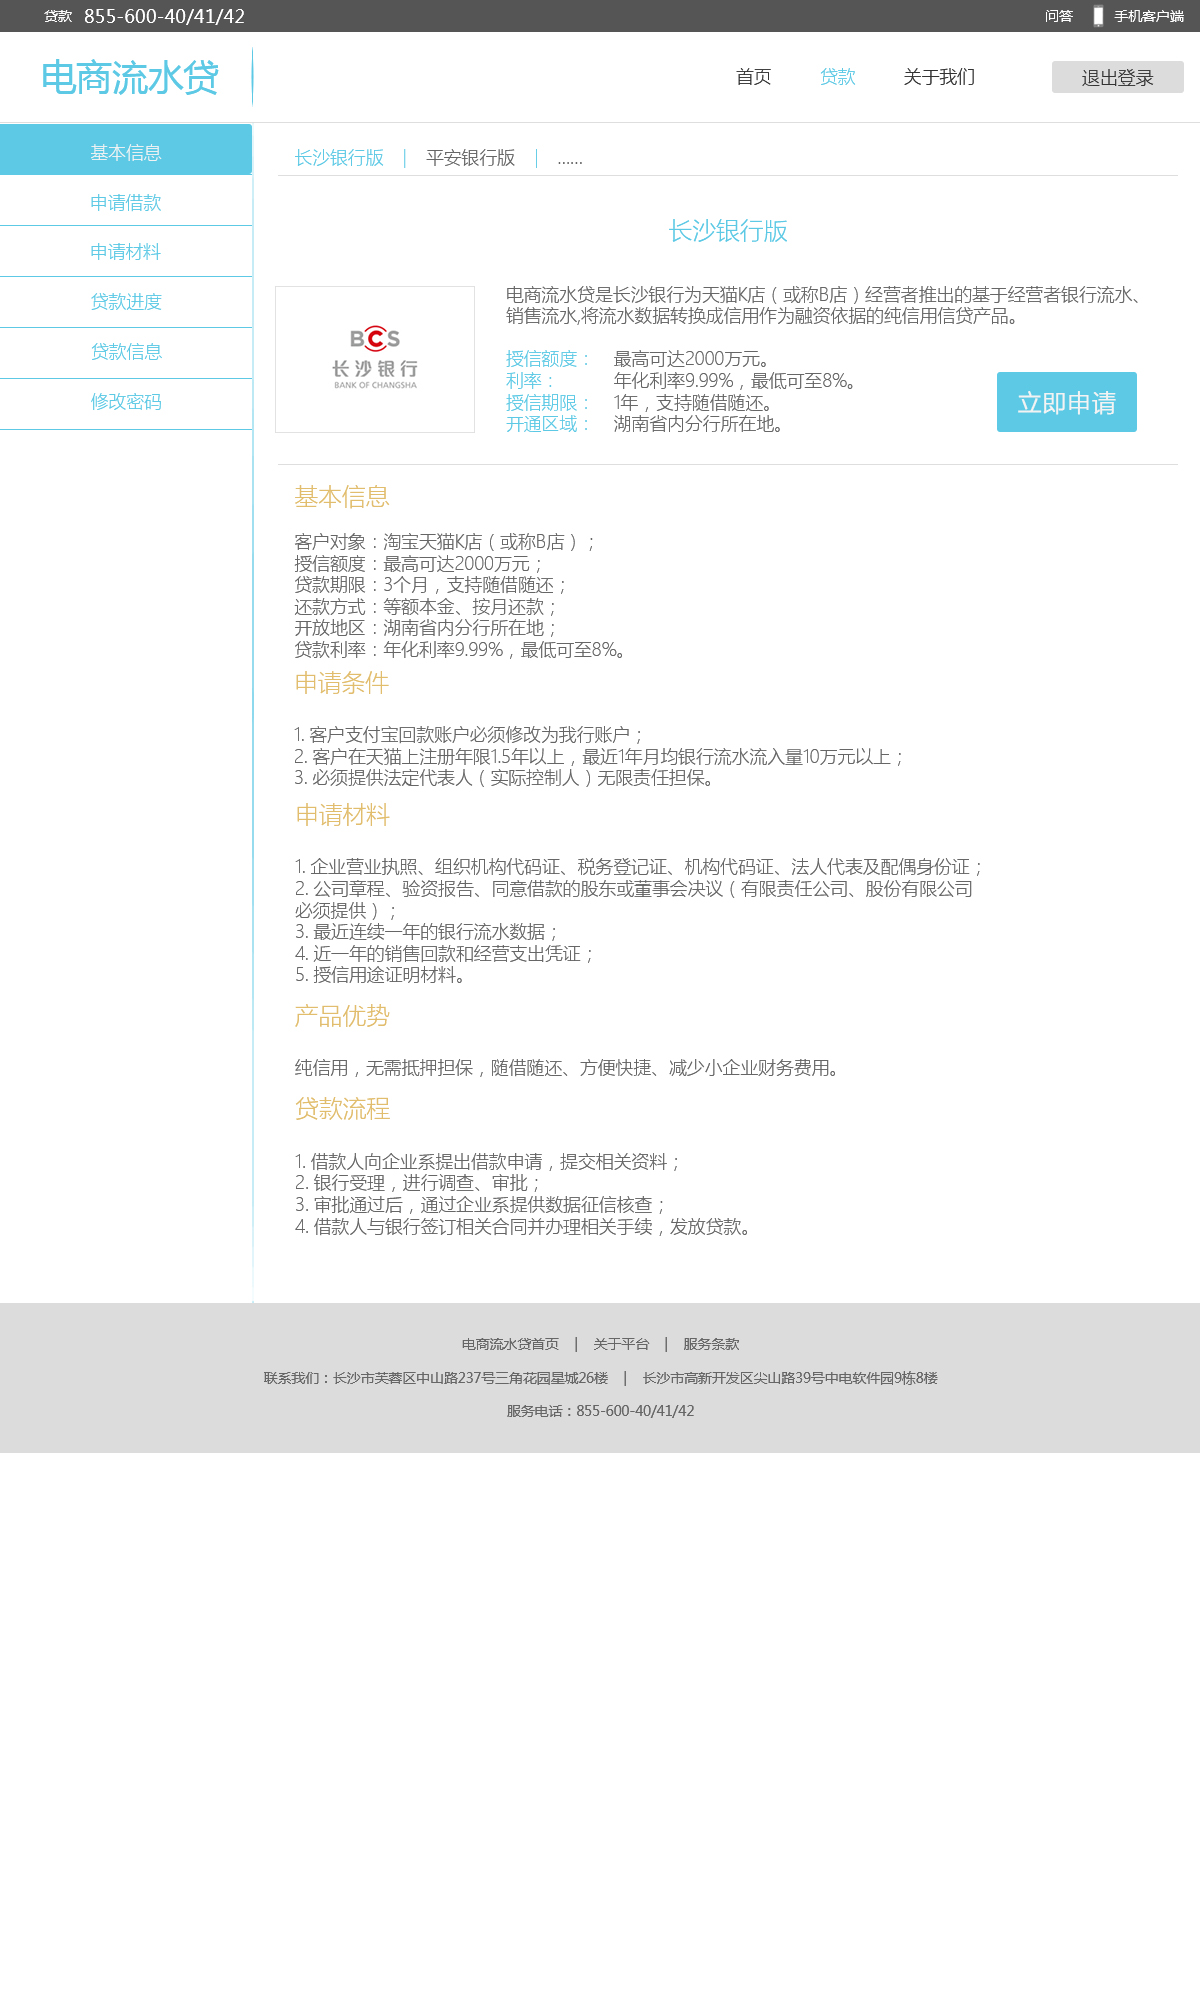 贷款 855-600-40/41/42 问答 手机客户端
电商流水贷 首页 贷款 关于我们 退出登录
基本信息
申请借款
申请材料
贷款进度
贷款信息
修改密码
长沙银行版 | 平安银行版 | ......
长沙银行版
BCS
长沙银行
BANK OF CHANGSHA
电商流水贷是长沙银行为天猫K店（或称B店）经营者推出的基于经营者银行流水、
销售流水,将流水数据转换成信用作为融资依据的纯信用信贷产品。
授信额度： 最高可达2000万元。
利率： 年化利率9.99%，最低可至8%。
授信期限： 1年，支持随借随还。
开通区域： 湖南省内分行所在地。
立即申请
基本信息
客户对象：淘宝天猫K店（或称B店）；
授信额度：最高可达2000万元；
贷款期限：3个月，支持随借随还；
还款方式：等额本金、按月还款；
开放地区：湖南省内分行所在地；
贷款利率：年化利率9.99%，最低可至8%。
申请条件
1. 客户支付宝回款账户必须修改为我行账户；
2. 客户在天猫上注册年限1.5年以上，最近1年月均银行流水流入量10万元以上；
3. 必须提供法定代表人（实际控制人）无限责任担保。
申请材料
1. 企业营业执照、组织机构代码证、税务登记证、机构代码证、法人代表及配偶身份证；
2. 公司章程、验资报告、同意借款的股东或董事会决议（有限责任公司、股份有限公司
必须提供）；
3. 最近连续一年的银行流水数据；
4. 近一年的销售回款和经营支出凭证；
5. 授信用途证明材料。
产品优势
纯信用，无需抵押担保，随借随还、方便快捷、减少小企业财务费用。
贷款流程
1. 借款人向企业系提出借款申请，提交相关资料；
2. 银行受理，进行调查、审批；
3. 审批通过后，通过企业系提供数据征信核查；
4. 借款人与银行签订相关合同并办理相关手续，发放贷款。
电商流水贷首页 | 关于平台 | 服务条款
联系我们：长沙市芙蓉区中山路237号三角花园星城26楼 | 长沙市高新开发区尖山路39号中电软件园9栋8楼
服务电话：855-600-40/41/42